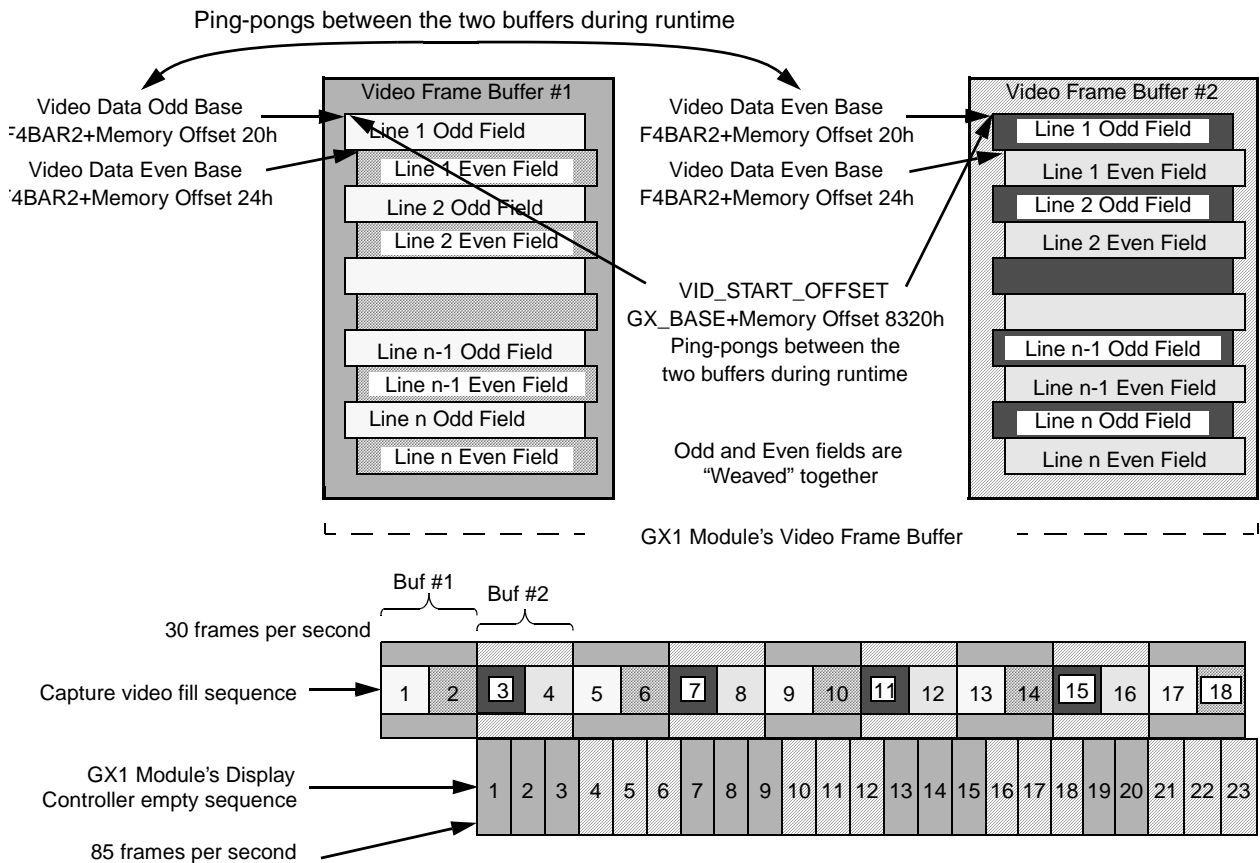 Ping-pongs between the two buffers during runtime
Video Frame Buffer #1
Video Data Odd Base
F4BAR2+Memory Offset 20h
Video Data Even Base
F4BAR2+Memory Offset 24h
Line 1 Odd Field
Line 1 Even Field
Line 2 Odd Field
Line 2 Even Field
Line n-1 Odd Field
Line n-1 Even Field
Line n Odd Field
Line n Even Field
Video Data Even Base
F4BAR2+Memory Offset 20h
Video Data Even Base
F4BAR2+Memory Offset 24h
VID_START_OFFSET
GX_BASE+Memory Offset 8320h
Ping-pongs between the
two buffers during runtime
Odd and Even fields are
“Weaved” together
Video Frame Buffer #2
Line 1 Odd Field
Line 1 Even Field
Line 2 Odd Field
Line 2 Even Field
Line n-1 Odd Field
Line n-1 Even Field
Line n Odd Field
Line n Even Field
GX1 Module’s Video Frame Buffer
Buf #1
Buf #2
30 frames per second
Capture video fill sequence
1 2 3 4 5 6 7 8 9 10 11 12 13 14 15 16 17 18
GX1 Module’s Display
Controller empty sequence
1 2 3 4 5 6 7 8 9 10 11 12 13 14 15 16 17 18 19 20 21 22 23
85 frames per second